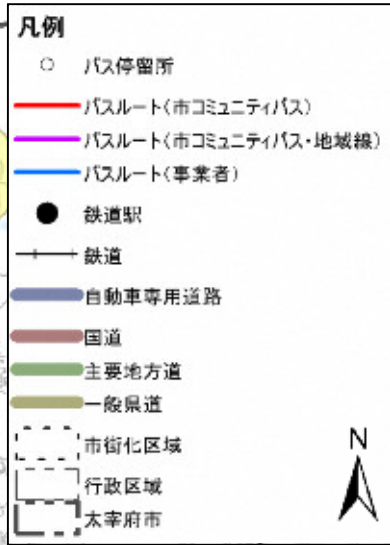 凡例
バス停留所
バスルート(市コミュニティバス)
バスルート(市コミュニティバス・地域線)
バスルート(事業者)
鉄道駅
鉄道
自動車専用道路
国道
主要地方道
一般県道
市街化区域
行政区域
太宰府市
N